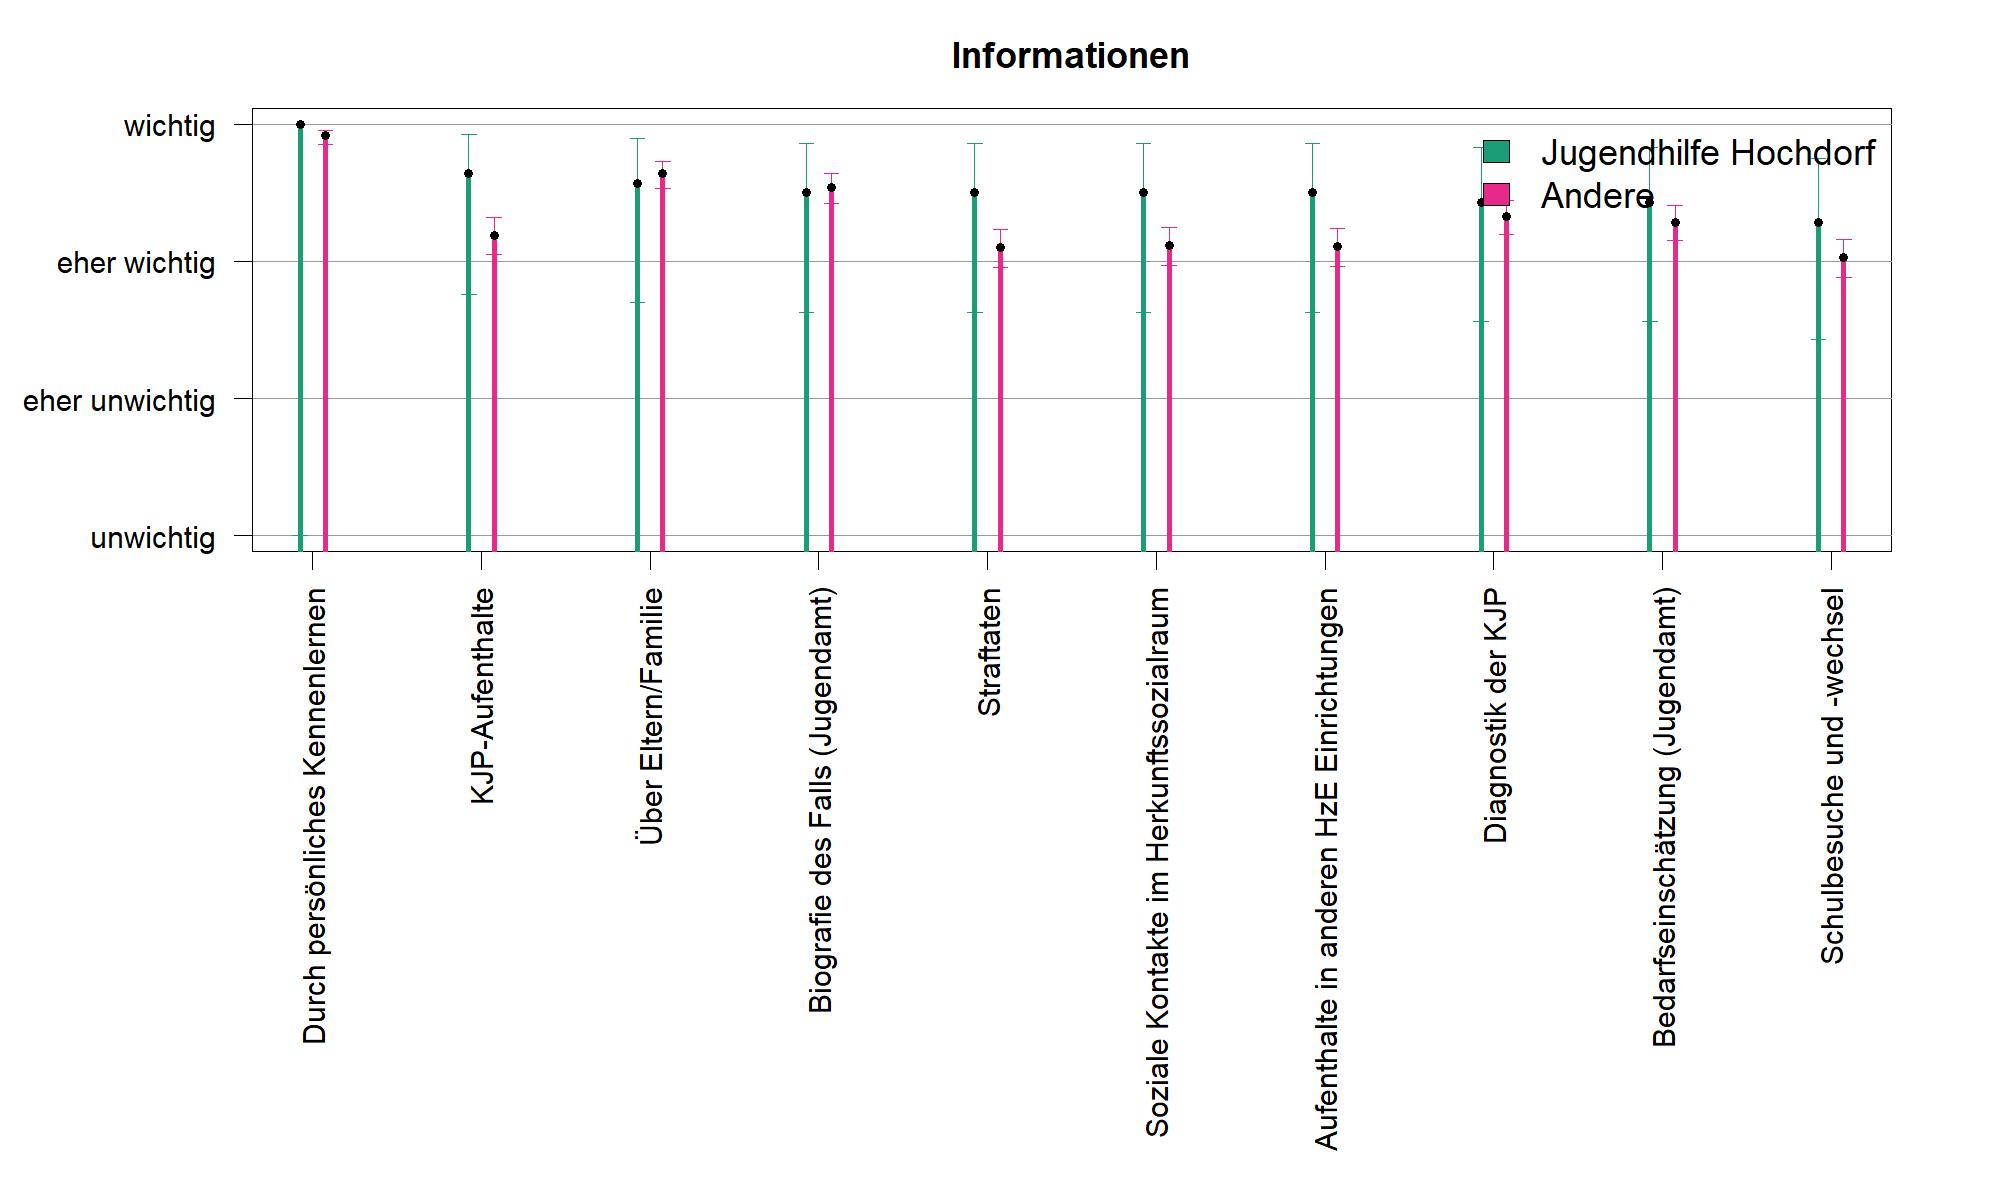 Informationen
wichtig
eher wichtig
eher unwichtig
unwichtig
Jugendhilfe Hochdorf
Andere
Durch persönliches Kennenlernen
KJP-Aufenthalte
Über Eltern/Familie
Biografie des Falls (Jugendamt)
Straftaten
Soziale Kontakte im Herkunftssozialraum
Aufenthalte in anderen HzE Einrichtungen
Diagnostik der KJP
Bedarfseinschätzung (Jugendamt)
Schulbesuche und -wechsel